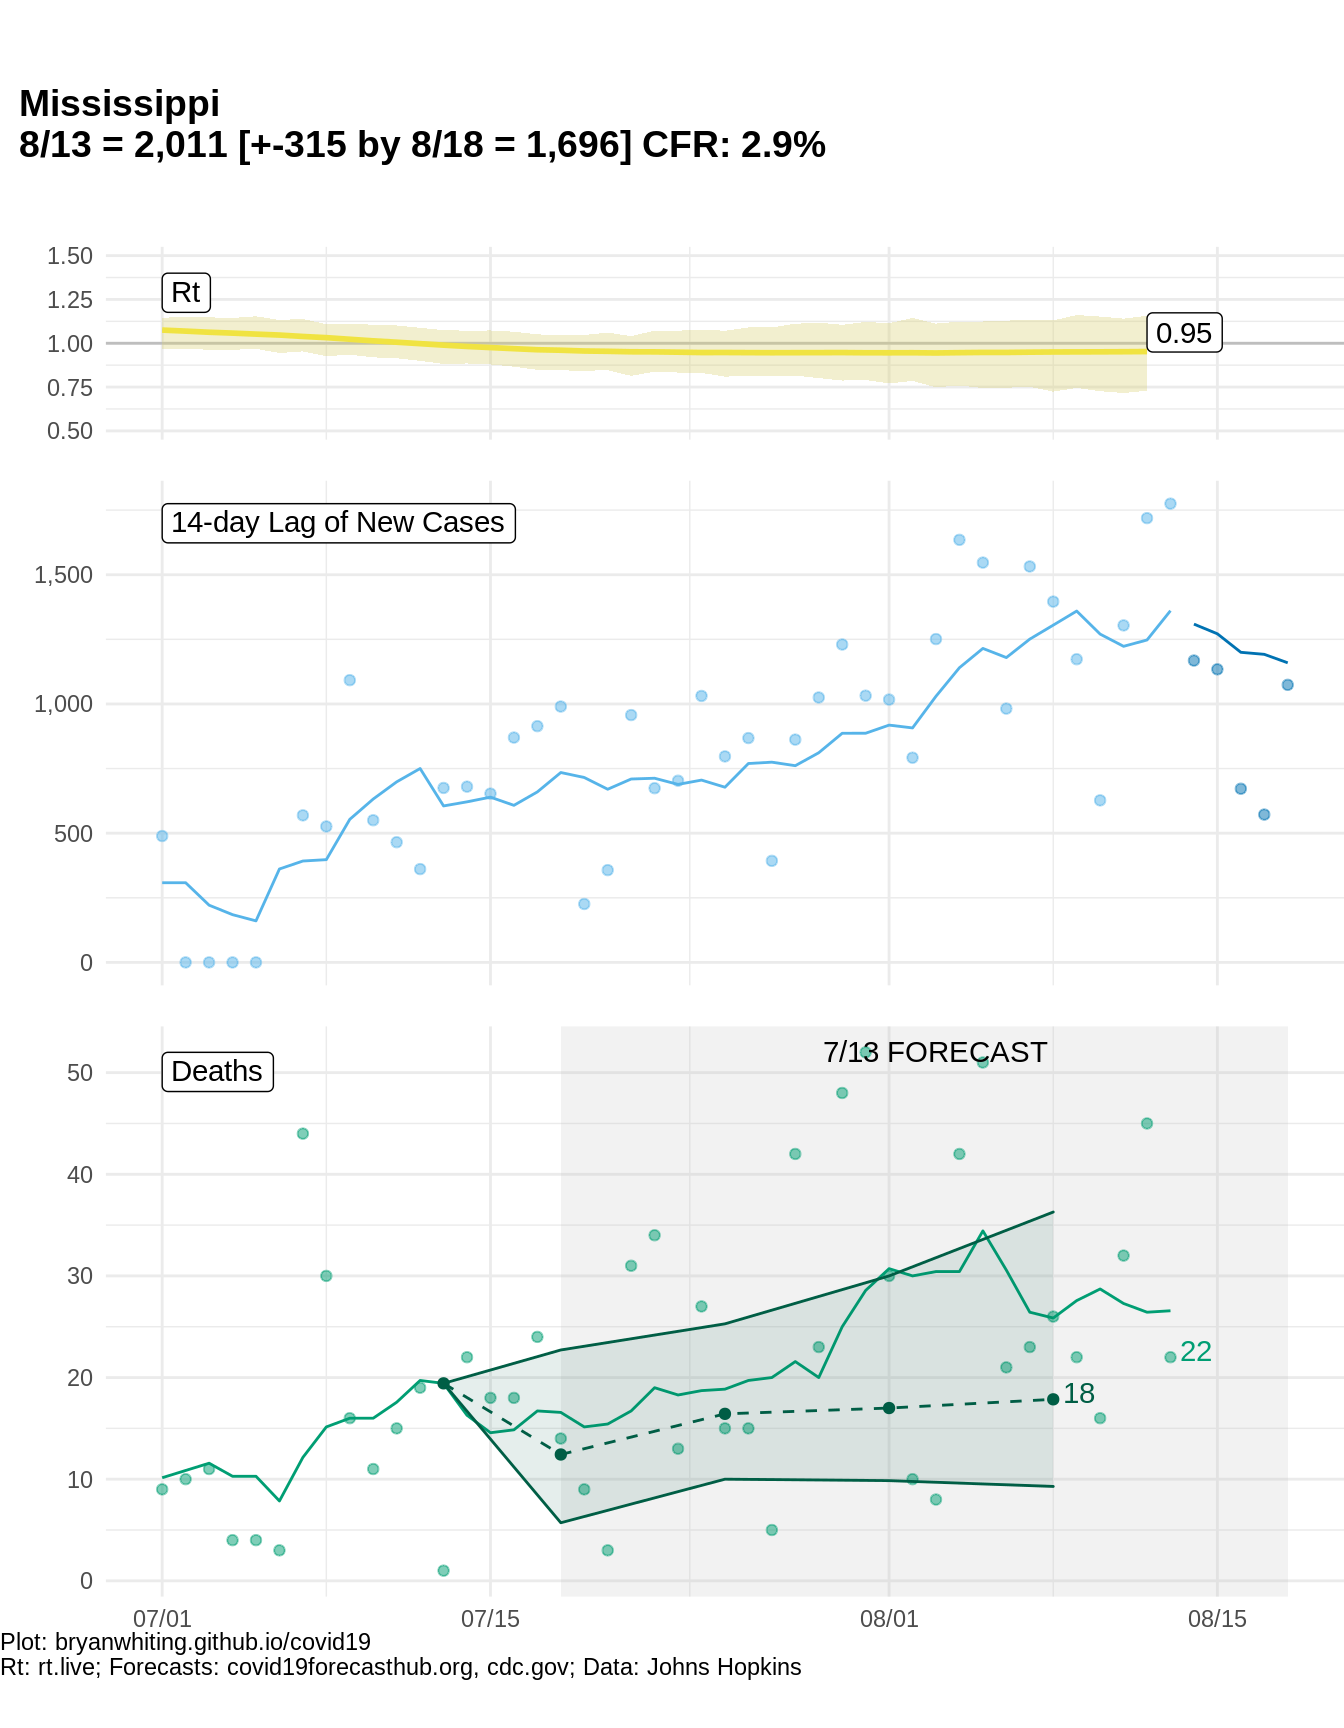 Mississippi
8/13 = 2,011 [+-315 by 8/18 = 1,696] CFR: 2.9%
1.50
1.25
1.00
0.75
0.50
Rt
0.95
14-day Lag of New Cases
1,500
1,000
500
0
7/13 FORECAST
Deaths
50
40
30
20
10
0
22
18
07/01
07/15
08/01
08/15
Plot: bryanwhiting.github.io/covid19
Rt: rt.live; Forecasts: covid19forecasthub.org, cdc.gov; Data: Johns Hopkins